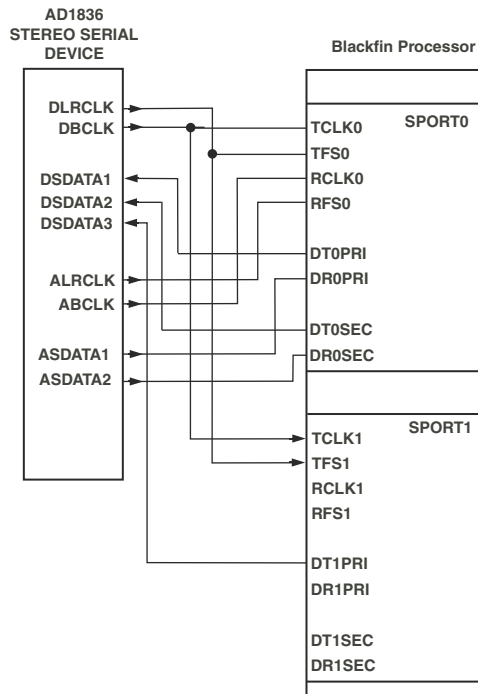 AD1836
STEREO SERIAL
DEVICE
Blackfin Processor
DLRCLK
DBCLK
DSDATA1
DSDATA2
DSDATA3
ALRCLK
ABCLK
ASDATA1
ASDATA2
SPORT0
TCLK0
TFS0
RCLK0
RFS0
DT0PRI
DR0PRI
DT0SEC
DR0SEC
SPORT1
TCLK1
TFS1
RCLK1
RFS1
DT1PRI
DR1PRI
DT1SEC
DR1SEC